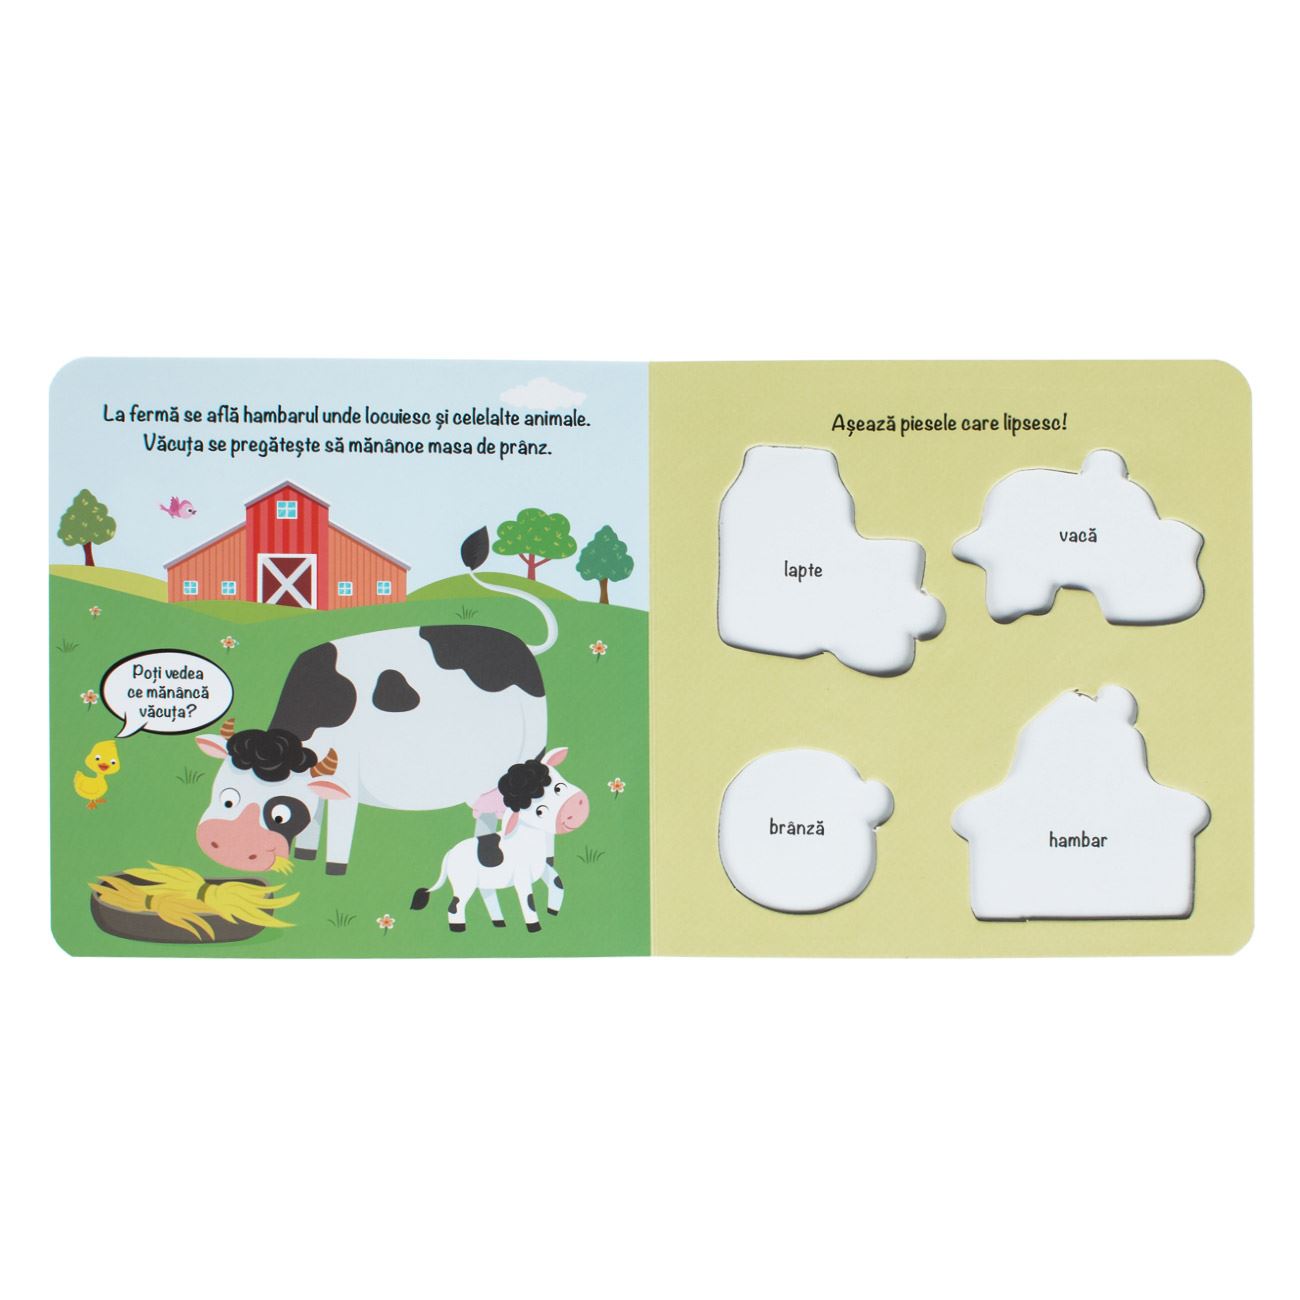 La fermă se află hambarul unde locuiesc și celelalte animale.
Văcuța se pregătește să mănânce masa de prânz.
Poți vedea
ce mănâncă
văcuța?
Așează piesele care lipsesc!
lapte
vacă
brânză
hambar